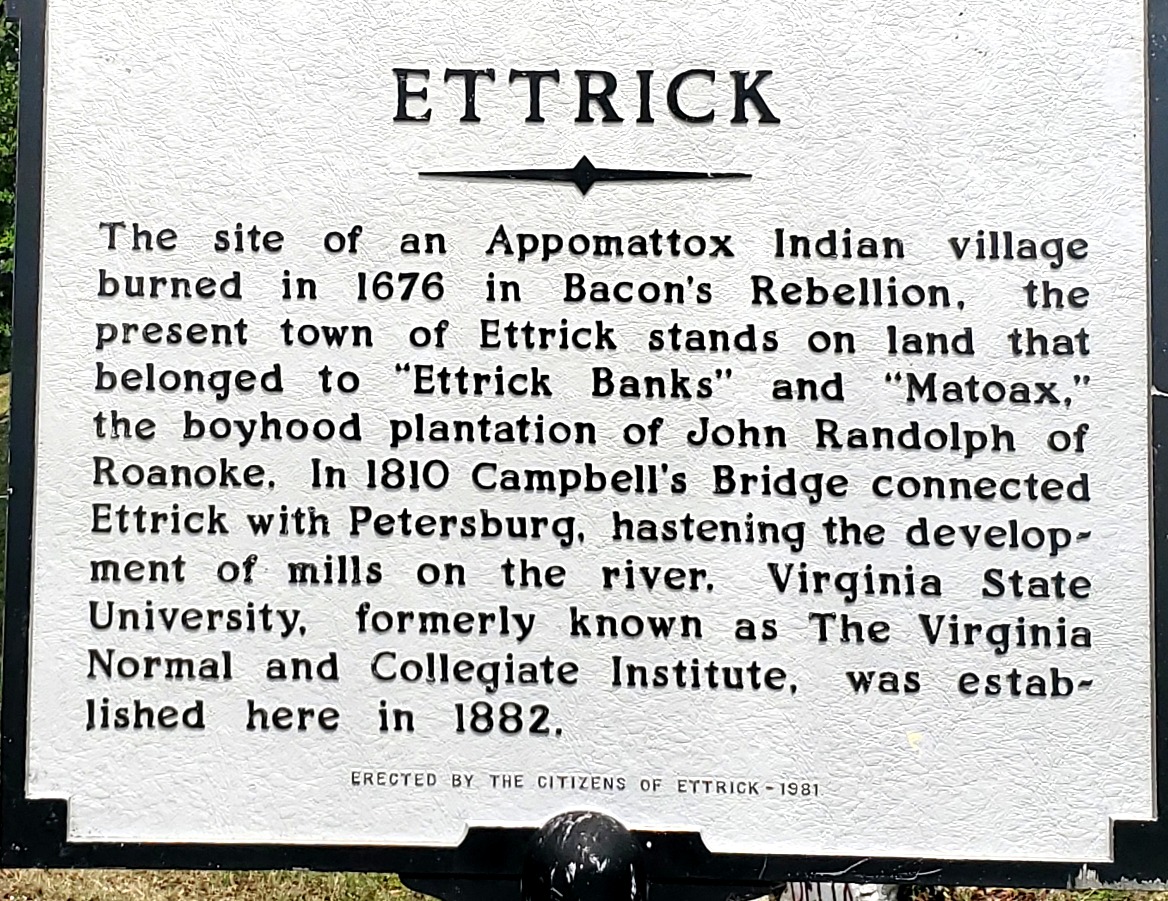 ETTRICK
The site of an Appomattox Indian village
burned in 1676 in Bacon's Rebellion, the
present town of Ettrick stands on land that
belonged to “Ettrick Banks” and “Matoax,”
the boyhood plantation of John Randolph of
Roanoke. In 1810 Campbell's Bridge connected
Ettrick with Petersburg, hastening the develop-
ment of mills on the river. Virginia State
University, formerly known as The Virginia
Normal and Collegiate Institute, was estab-
lished here in 1882.
ERECTED BY THE CITIZENS OF ETTRICK-1981